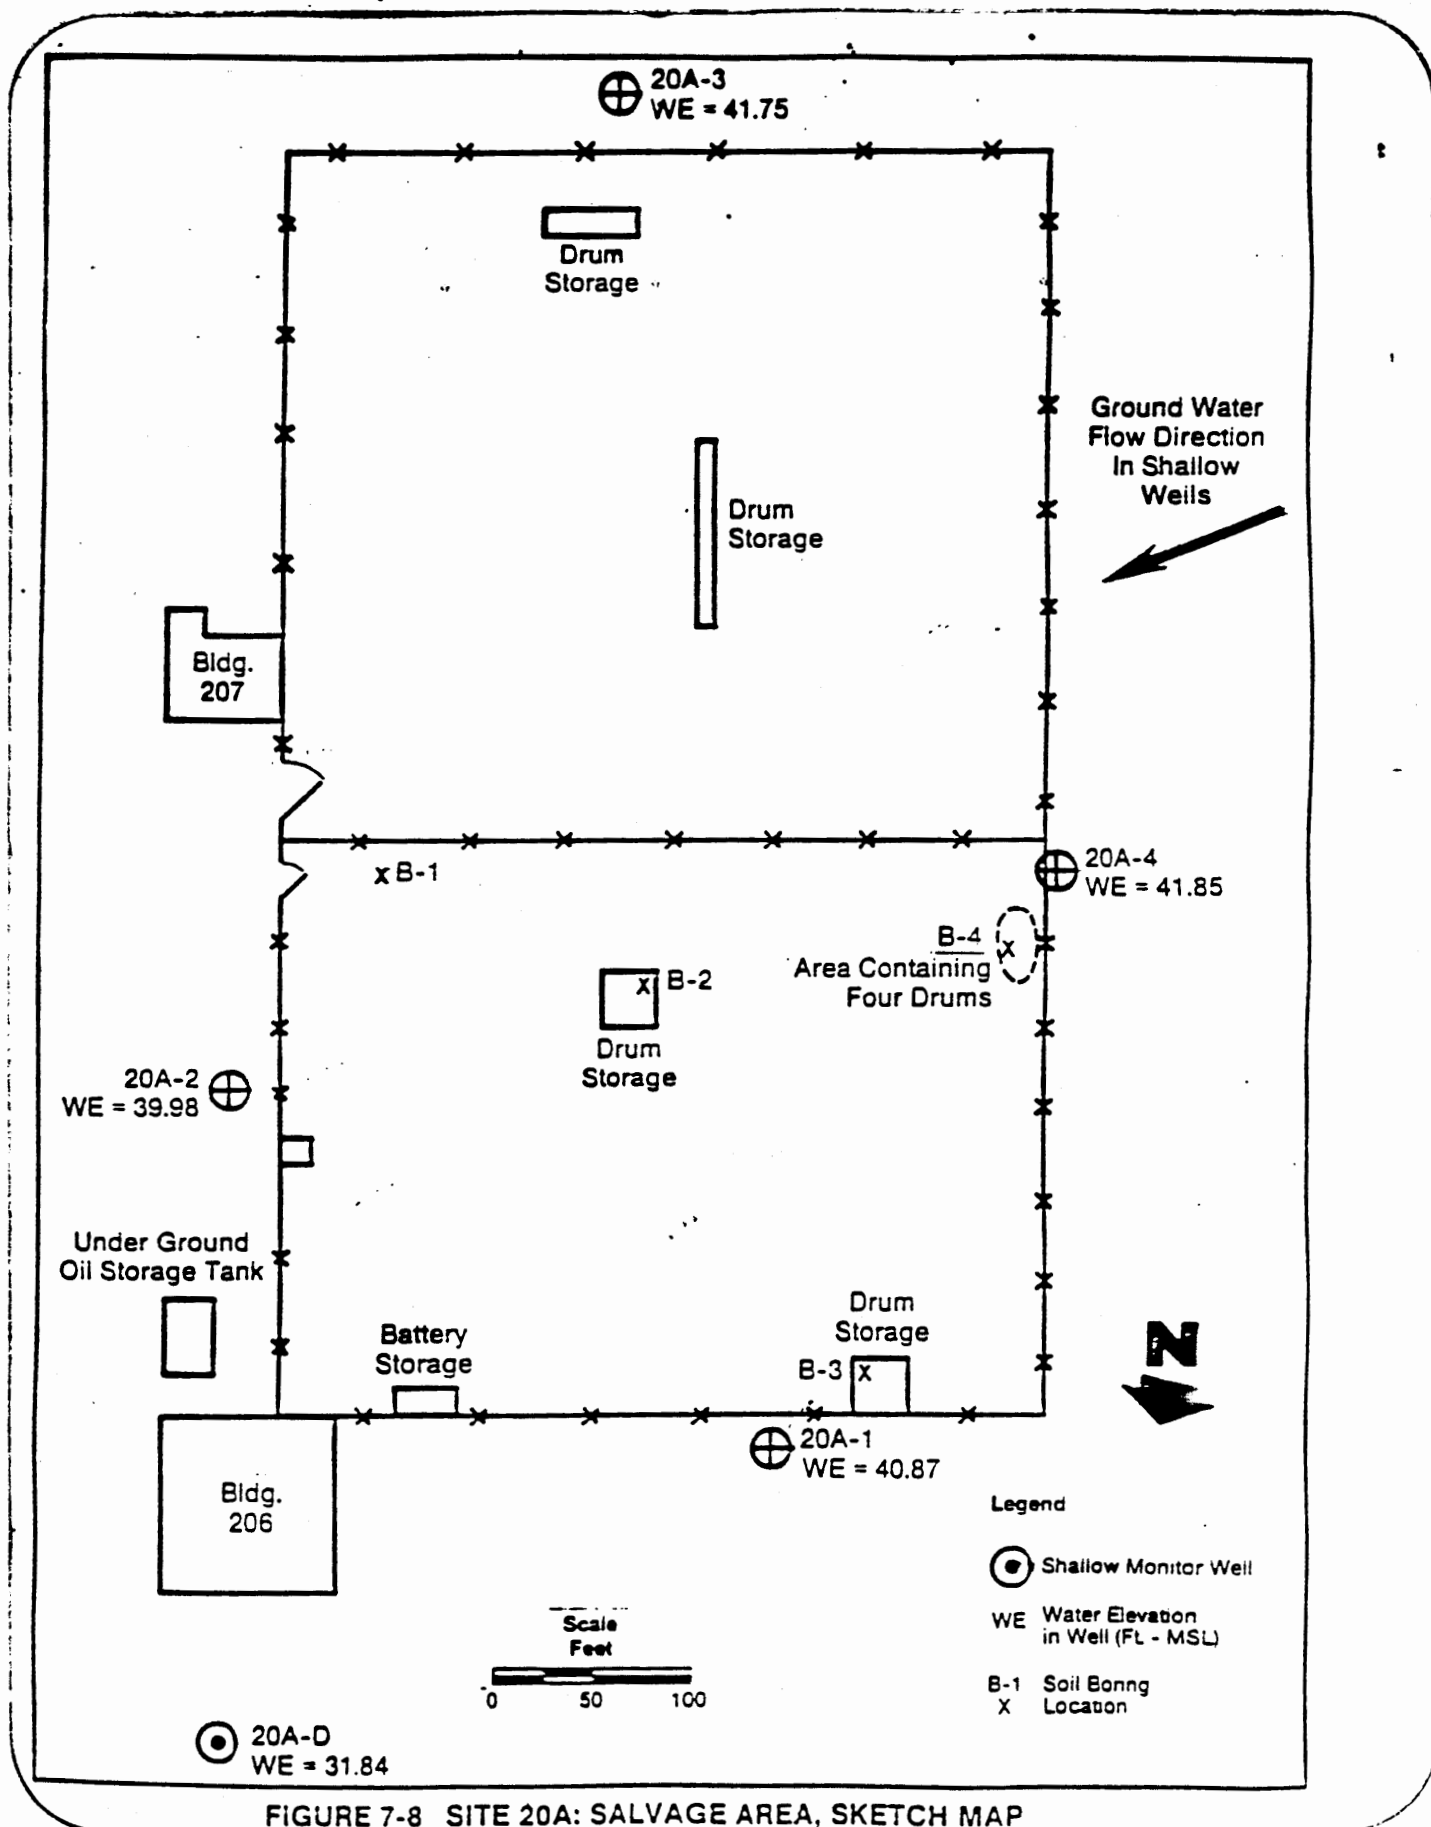 20A-3
WE = 41.75
Drum
Storage
Ground Water
Flow Direction
In Shallow
Wells
Drum
Storage
Bldg.
207
X B-1
20A-4
WE = 41.85
B-4
X
Area Containing
Four Drums
X B-2
Drum
Storage
20A-2
WE = 39.98
Under Ground
Oil Storage Tank
Battery
Storage
Drum
Storage
B-3 X
N
20A-1
WE = 40.87
Bldg.
206
Legend
Shallow Monitor Well
WE Water Elevation
in Well (Ft. - MSL)
B-1 Soil Boring
X Location
Scale
Feet
0 50 100
20A-D
WE = 31.84
FIGURE 7-8 SITE 20A: SALVAGE AREA, SKETCH MAP